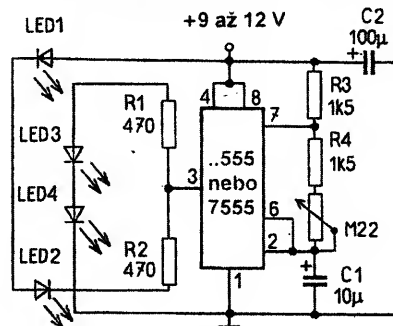 +9 až 12 V
C2
100µ
LED1
R3
1k5
R1
470
4
8
7
LED3
R4
1k5
..555
nebo
7555
3
LED4
6
M22
LED2
R2
470
2
1
C1
10µ